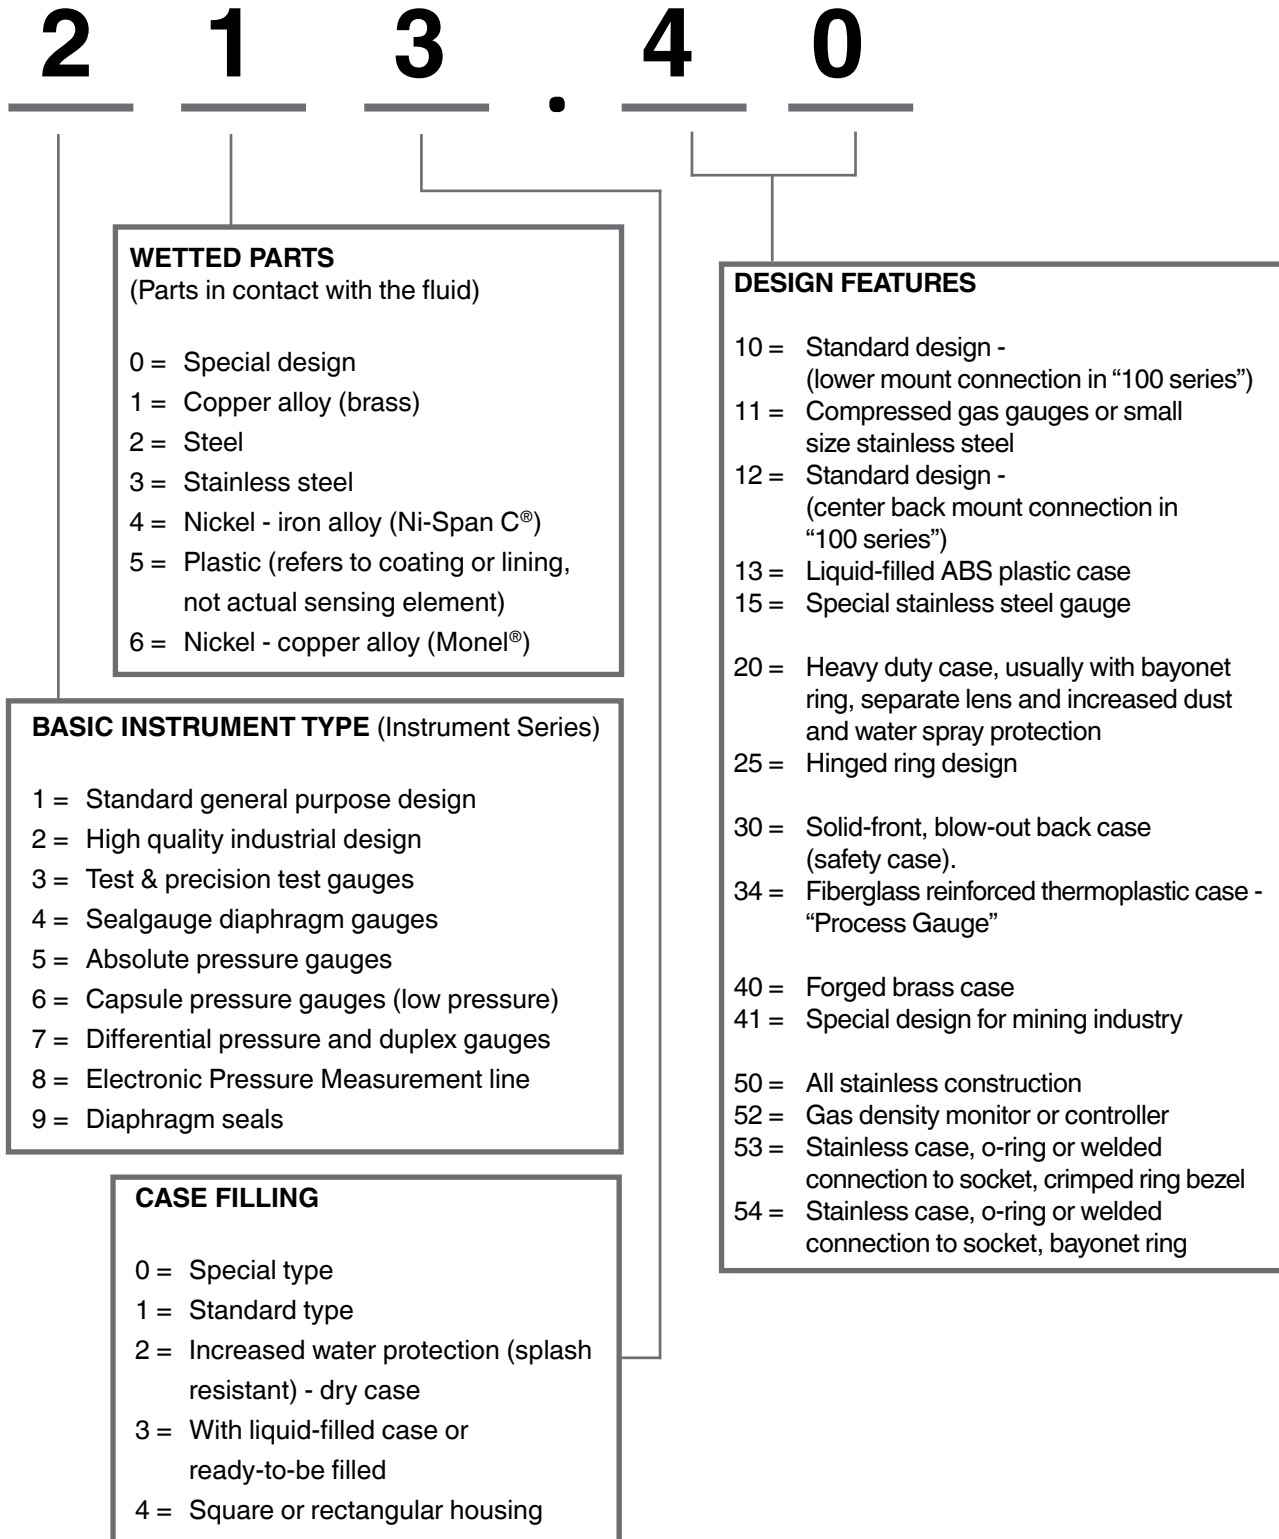 2 1 3 . 4 0
WETTED PARTS
(Parts in contact with the fluid)
0 = Special design
1 = Copper alloy (brass)
2 = Steel
3 = Stainless steel
4 = Nickel - iron alloy (Ni-Span C®)
5 = Plastic (refers to coating or lining,
not actual sensing element)
6 = Nickel - copper alloy (Monel®)
BASIC INSTRUMENT TYPE (Instrument Series)
1 = Standard general purpose design
2 = High quality industrial design
3 = Test & precision test gauges
4 = Sealgauge diaphragm gauges
5 = Absolute pressure gauges
6 = Capsule pressure gauges (low pressure)
7 = Differential pressure and duplex gauges
8 = Electronic Pressure Measurement line
9 = Diaphragm seals
CASE FILLING
0 = Special type
1 = Standard type
2 = Increased water protection (splash
resistant) - dry case
3 = With liquid-filled case or
ready-to-be filled
4 = Square or rectangular housing
DESIGN FEATURES
10 = Standard design -
(lower mount connection in “100 series”)
11 = Compressed gas gauges or small
size stainless steel
12 = Standard design -
(center back mount connection in
“100 series”)
13 = Liquid-filled ABS plastic case
15 = Special stainless steel gauge
20 = Heavy duty case, usually with bayonet
ring, separate lens and increased dust
and water spray protection
25 = Hinged ring design
30 = Solid-front, blow-out back case
(safety case).
34 = Fiberglass reinforced thermoplastic case -
“Process Gauge”
40 = Forged brass case
41 = Special design for mining industry
50 = All stainless construction
52 = Gas density monitor or controller
53 = Stainless case, o-ring or welded
connection to socket, crimped ring bezel
54 = Stainless case, o-ring or welded
connection to socket, bayonet ring